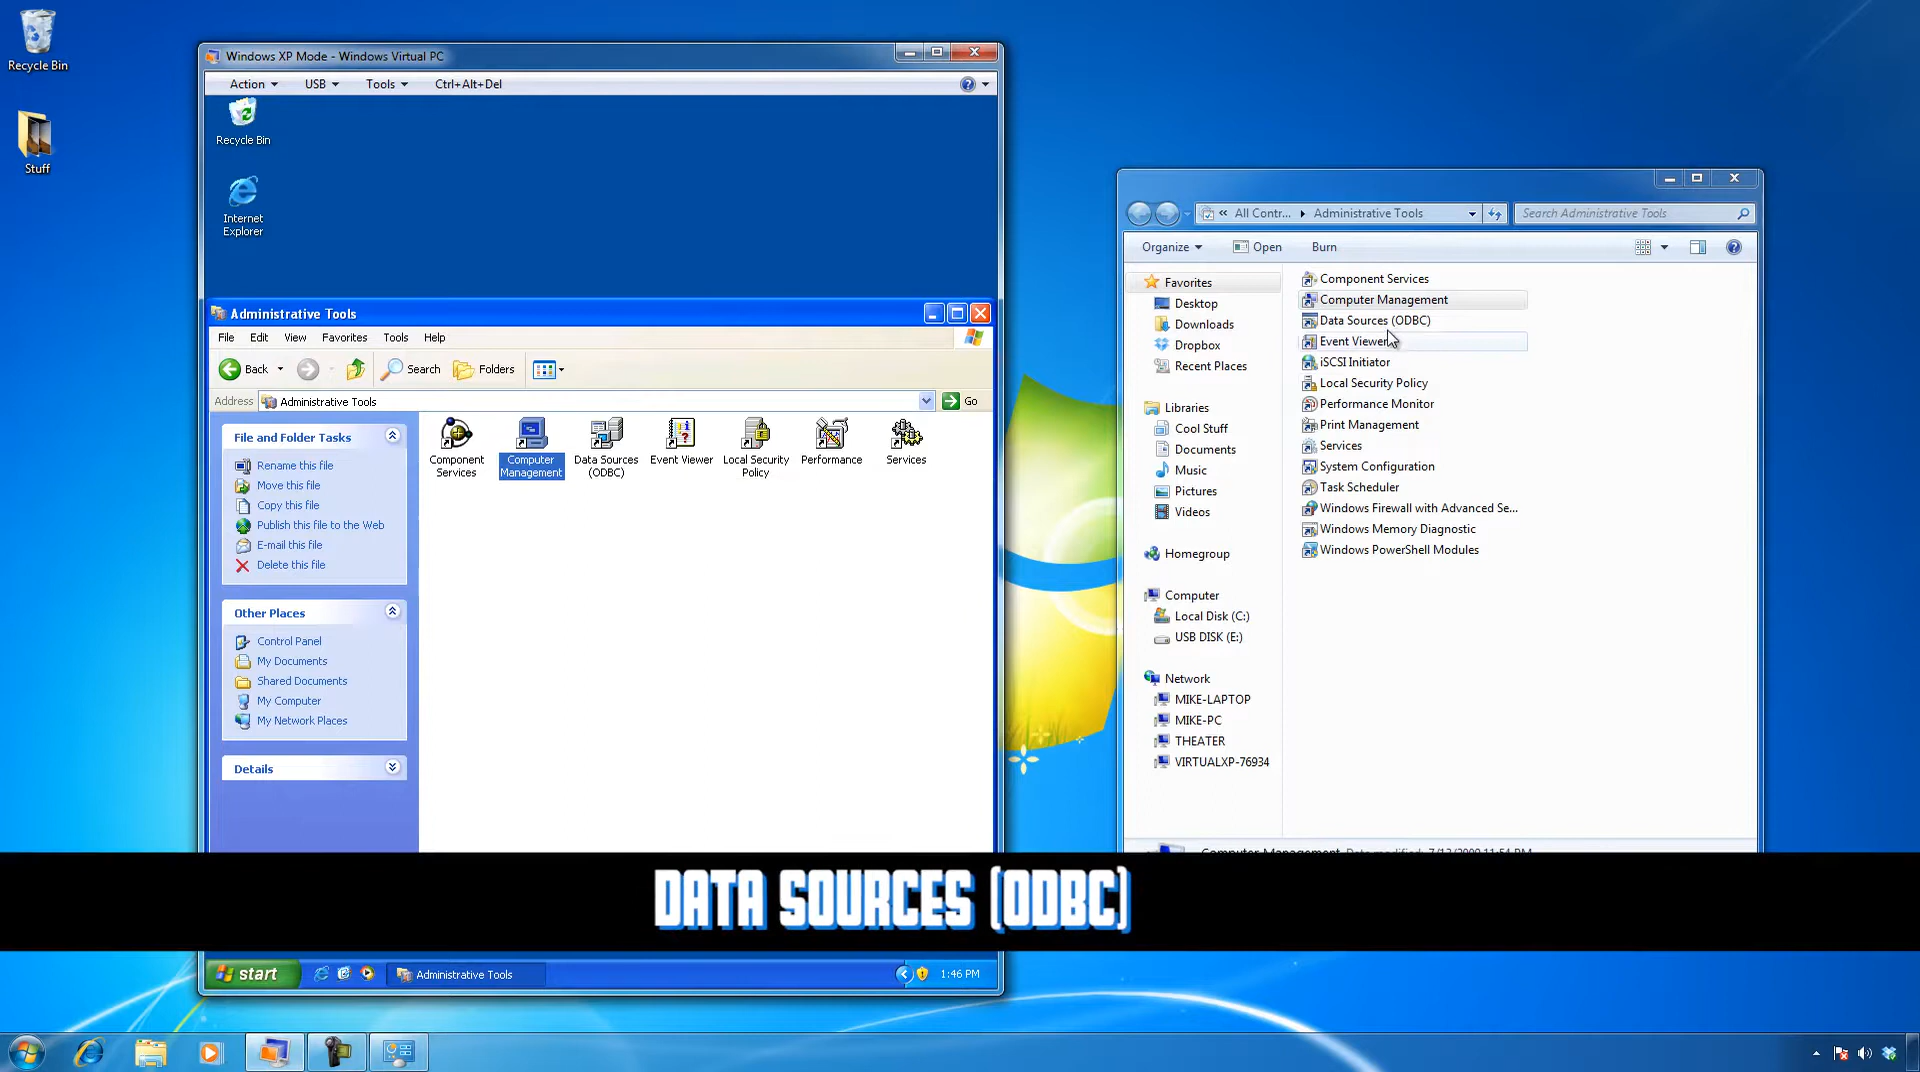 Recycle Bin
Stuff
Windows XP Mode - Windows Virtual PC
Action
USB
Tools
Ctrl+Alt+Del
Recycle Bin
Internet
Explorer
Administrative Tools
File
Edit
View
Favorites
Tools
Help
Back
Search
Folders
Address
Administrative Tools
Go
File and Folder Tasks
Rename this file
Move this file
Copy this file
Publish this file to the Web
E-mail this file
Delete this file
Other Places
Control Panel
My Documents
Shared Documents
My Computer
My Network Places
Details
Component
Services
Computer
Management
Data Sources
(ODBC)
Event Viewer
Local Security
Policy
Performance
Services
All Contr...
Administrative Tools
Search Administrative Tools
Organize
Open
Burn
Favorites
Desktop
Downloads
Dropbox
Recent Places
Libraries
Cool Stuff
Documents
Music
Pictures
Videos
Homegroup
Computer
Local Disk (C:)
USB DISK (E:)
Network
MIKE-LAPTOP
MIKE-PC
THEATER
VIRTUALXP-76934
Component Services
Computer Management
Data Sources (ODBC)
Event Viewer
iSCSI Initiator
Local Security Policy
Performance Monitor
Print Management
Services
System Configuration
Task Scheduler
Windows Firewall with Advanced Se...
Windows Memory Diagnostic
Windows PowerShell Modules
Computer Management Date modified: 7/13/2009 11:54 PM
DATA SOURCES (ODBC)
start
Administrative Tools
1:46 PM